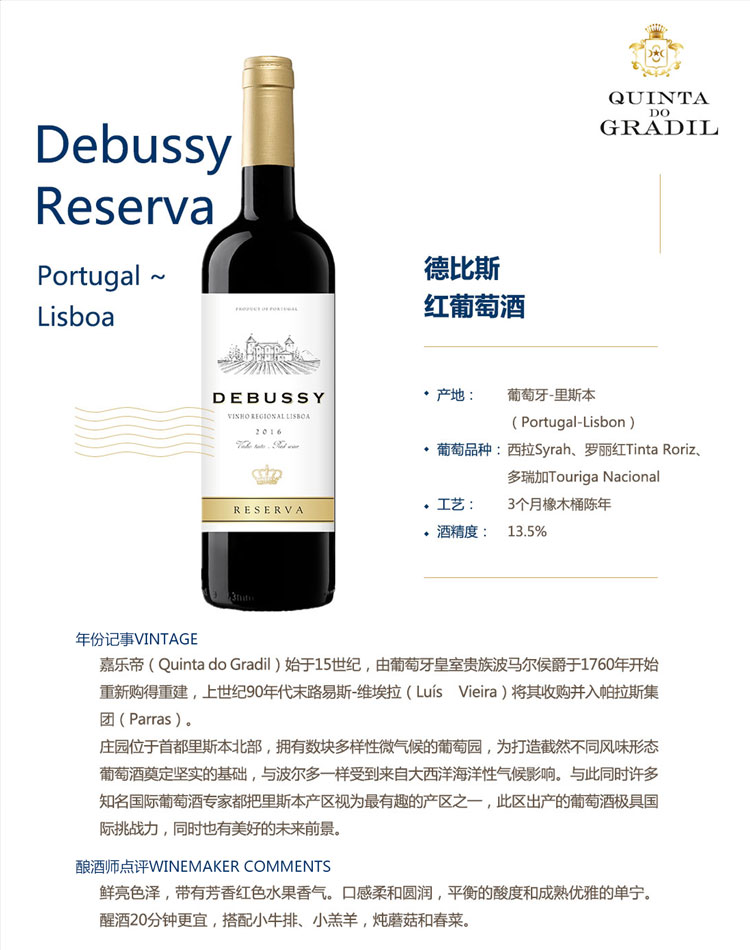 QUINTA
DO
GRADIL
Debussy
Reserva
Portugal ~
Lisboa
PRODUCT OF PORTUGAL
DEBUSSY
VINHO REGIONAL LISBOA
2016
Vinho tinto . Red wine
RESERVA
德比斯
红葡萄酒
产地： 葡萄牙-里斯本
（Portugal-Lisbon）
葡萄品种：西拉Syrah、罗丽红Tinta Roriz、
多瑞加Touriga Nacional
工艺： 3个月橡木桶陈年
酒精度： 13.5%
年份记事VINTAGE
嘉乐帝（Quinta do Gradil）始于15世纪，由葡萄牙皇室贵族波马尔侯爵于1760年开始
重新购得重建，上世纪90年代末路易斯-维埃拉（Luís Vieira）将其收购并入帕拉斯集
团（Parras）。
庄园位于首都里斯本北部，拥有数块多样性微气候的葡萄园，为打造截然不同风味形态
葡萄酒奠定坚实的基础，与波尔多一样受到来自大西洋海洋性气候影响。与此同时许多
知名国际葡萄酒专家都把里斯本产区视为最有趣的产区之一，此区出产的葡萄酒极具国
际挑战力，同时也有美好的未来前景。
酿酒师点评WINEMAKER COMMENTS
鲜亮色泽，带有芳香红色水果香气。口感柔和圆润，平衡的酸度和成熟优雅的单宁。
醒酒20分钟更宜，搭配小牛排、小羔羊，炖蘑菇和春菜。